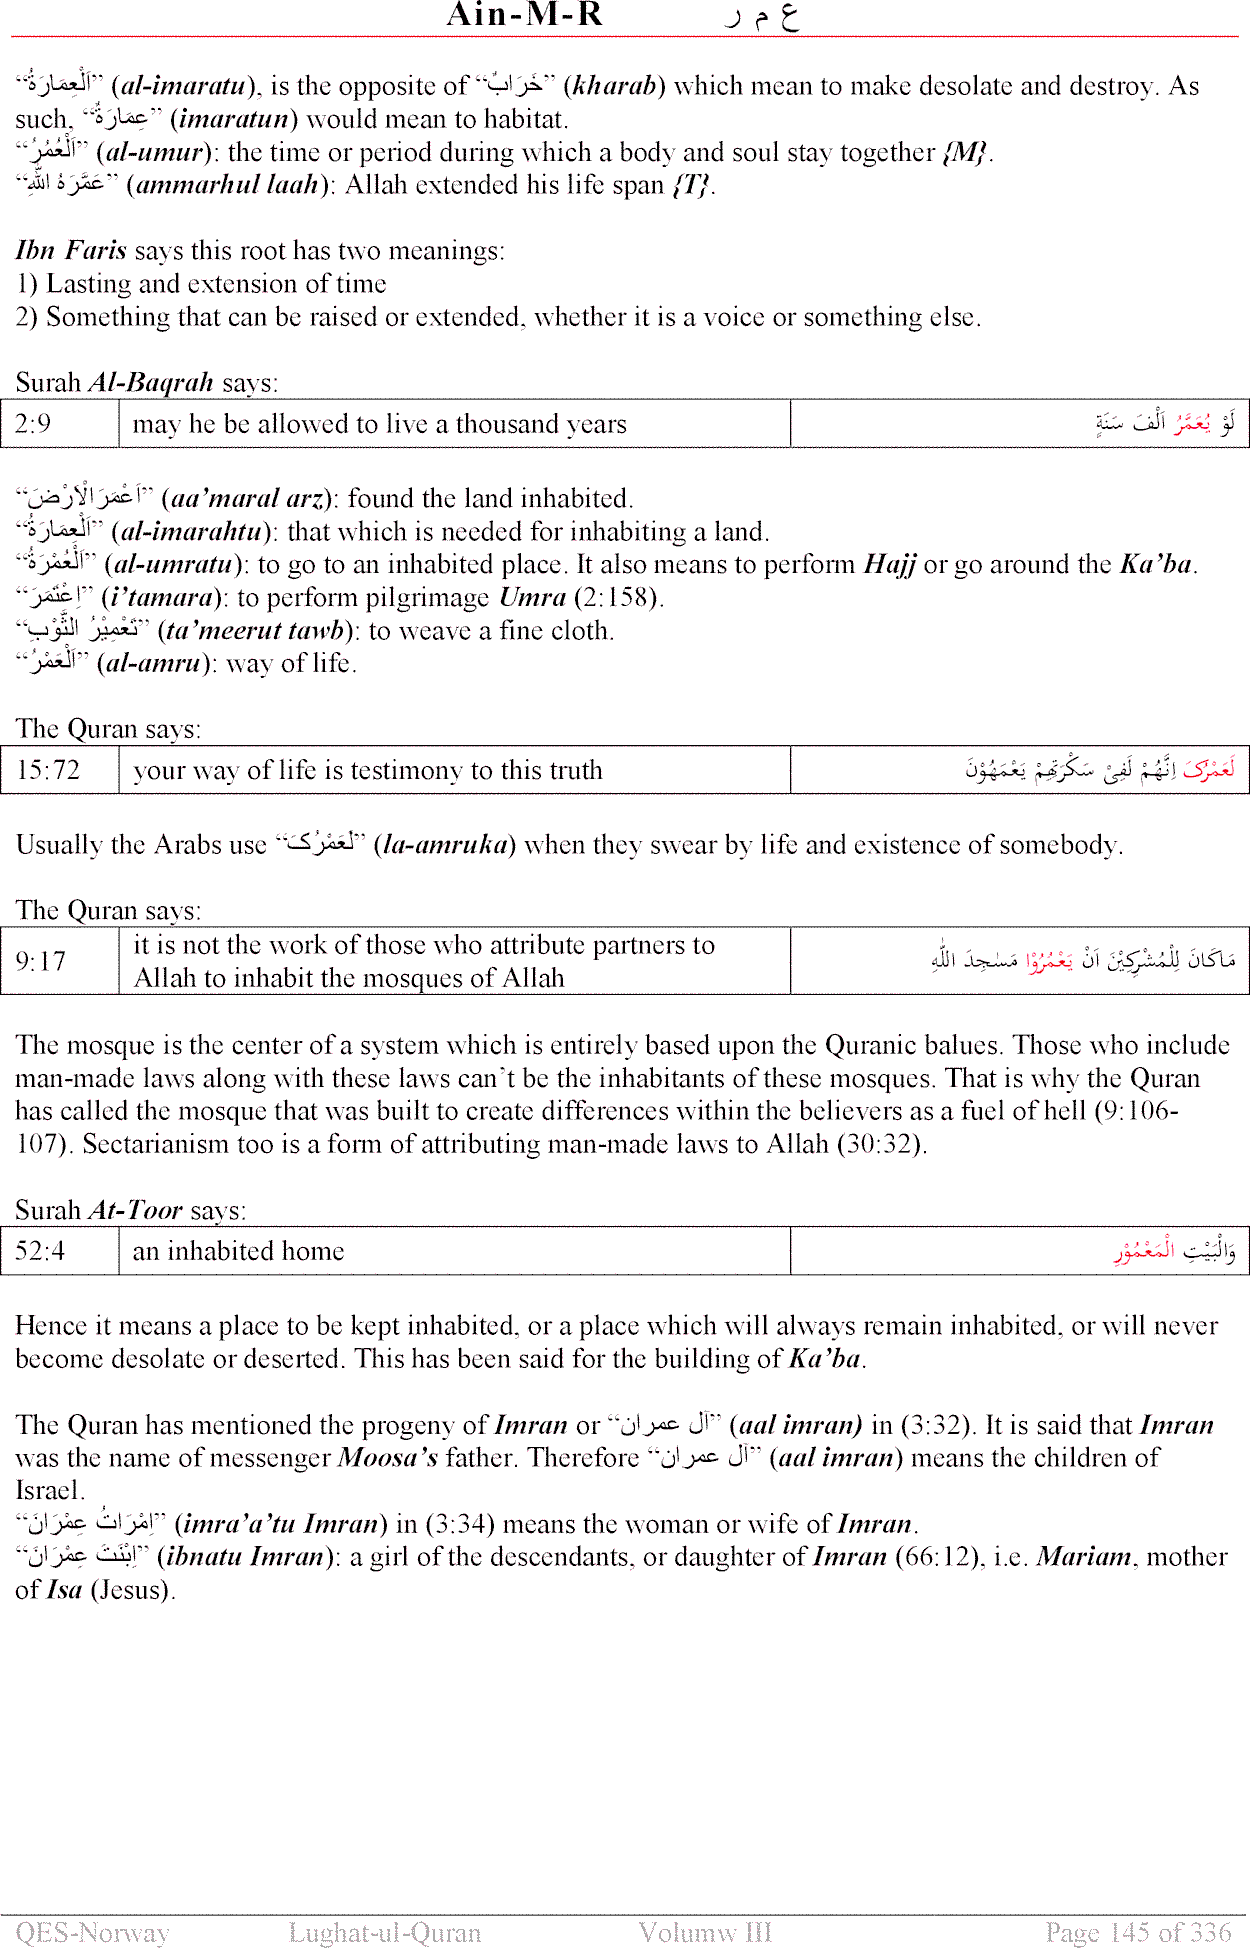 Ain-M-R ع م ر
“اَلْعِمَارَۃُ” (al-imaratu), is the opposite of “خَرَابٌ” (kharab) which mean to make desolate and destroy. As
such, “عِمَارَۃٌ” (imaratun) would mean to habitat.
“اَلْعُمُرُ” (al-umur): the time or period during which a body and soul stay together {M}.
“عَمَّرَہُ اللّٰہِ” (ammarhul laah): Allah extended his life span {T}.
Ibn Faris says this root has two meanings:
1) Lasting and extension of time
2) Something that can be raised or extended, whether it is a voice or something else.
Surah Al-Baqrah says:
2:9 may he be allowed to live a thousand years لَوْ یُعَمَّرُ اَلْفَ سَنَۃٍ
“اَعْمَرَ الْاَرْضَ” (aa’maral arz): found the land inhabited.
“اَلْعِمَارَۃُ” (al-imarahtu): that which is needed for inhabiting a land.
“اَلْعُمْرَۃُ” (al-umratu): to go to an inhabited place. It also means to perform Hajj or go around the Ka’ba.
“اِعْتَمَرَ” (i’tamara): to perform pilgrimage Umra (2:158).
“تَعْمِیْرُ الثَّوْبِ” (ta’meerut tawb): to weave a fine cloth.
“اَلْعَمْرُ” (al-amru): way of life.
The Quran says:
15:72 your way of life is testimony to this truth لَعَمْرُکَ اِنَّهُمْ لَفِیْ سَکْرَتِهِمْ یَعْمَهُوْنَ
Usually the Arabs use “لَعَمْرُکَ” (la-amruka) when they swear by life and existence of somebody.
The Quran says:
9:17 it is not the work of those who attribute partners to
Allah to inhabit the mosques of Allah مَاکَانَ لِلْمُشْرِکِیْنَ اَنْ یَعْمُرُوْا مَسٰجِدَ اللّٰهِ
The mosque is the center of a system which is entirely based upon the Quranic balues. Those who include
man-made laws along with these laws can’t be the inhabitants of these mosques. That is why the Quran
has called the mosque that was built to create differences within the believers as a fuel of hell (9:106-
107). Sectarianism too is a form of attributing man-made laws to Allah (30:32).
Surah At-Toor says:
52:4 an inhabited home وَالْبَیْتِ الْمَعْمُوْرِ
Hence it means a place to be kept inhabited, or a place which will always remain inhabited, or will never
become desolate or deserted. This has been said for the building of Ka’ba.
The Quran has mentioned the progeny of Imran or “آل عمران” (aal imran) in (3:32). It is said that Imran
was the name of messenger Moosa’s father. Therefore “آل عمران” (aal imran) means the children of
Israel.
“اِمْرَاتُ عِمْرَانَ” (imra’a’tu Imran) in (3:34) means the woman or wife of Imran.
“اِبْنَتَ عِمْرَانَ” (ibnatu Imran): a girl of the descendants, or daughter of Imran (66:12), i.e. Mariam, mother
of Isa (Jesus).
QES-Norway Lughat-ul-Quran Volumw III Page 145 of 336